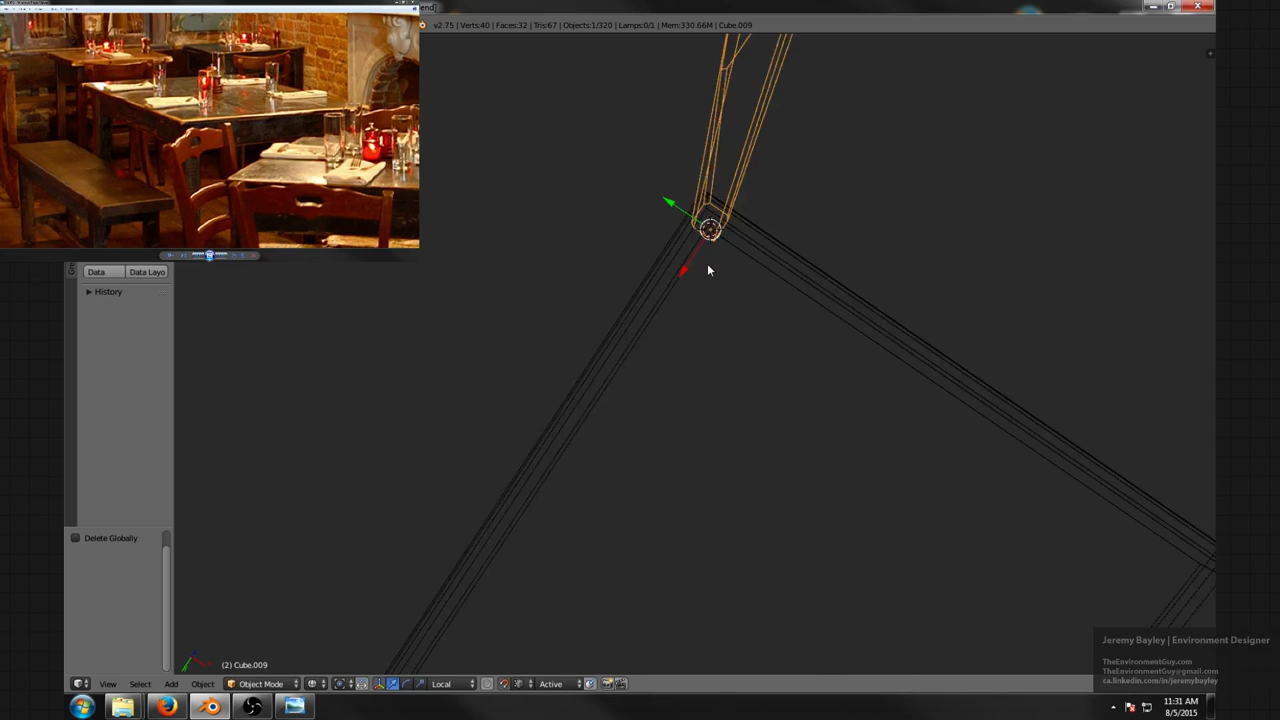 end]
v2.75 | Verts:40 | Faces:32 | Tris:67 | Objects:1/320 | Lamps:0/1 | Mem:330.66M | Cube.009
Data
Data Layo
History
Delete Globally
(2) Cube.009
View
Select
Add
Object
Object Mode
Local
Active
Jeremy Bayley | Environment Designer
TheEnvironmentGuy.com
TheEnvironmentGuy@gmail.com
ca.linkedin.com/in/jeremybayley
11:31 AM
8/5/2015